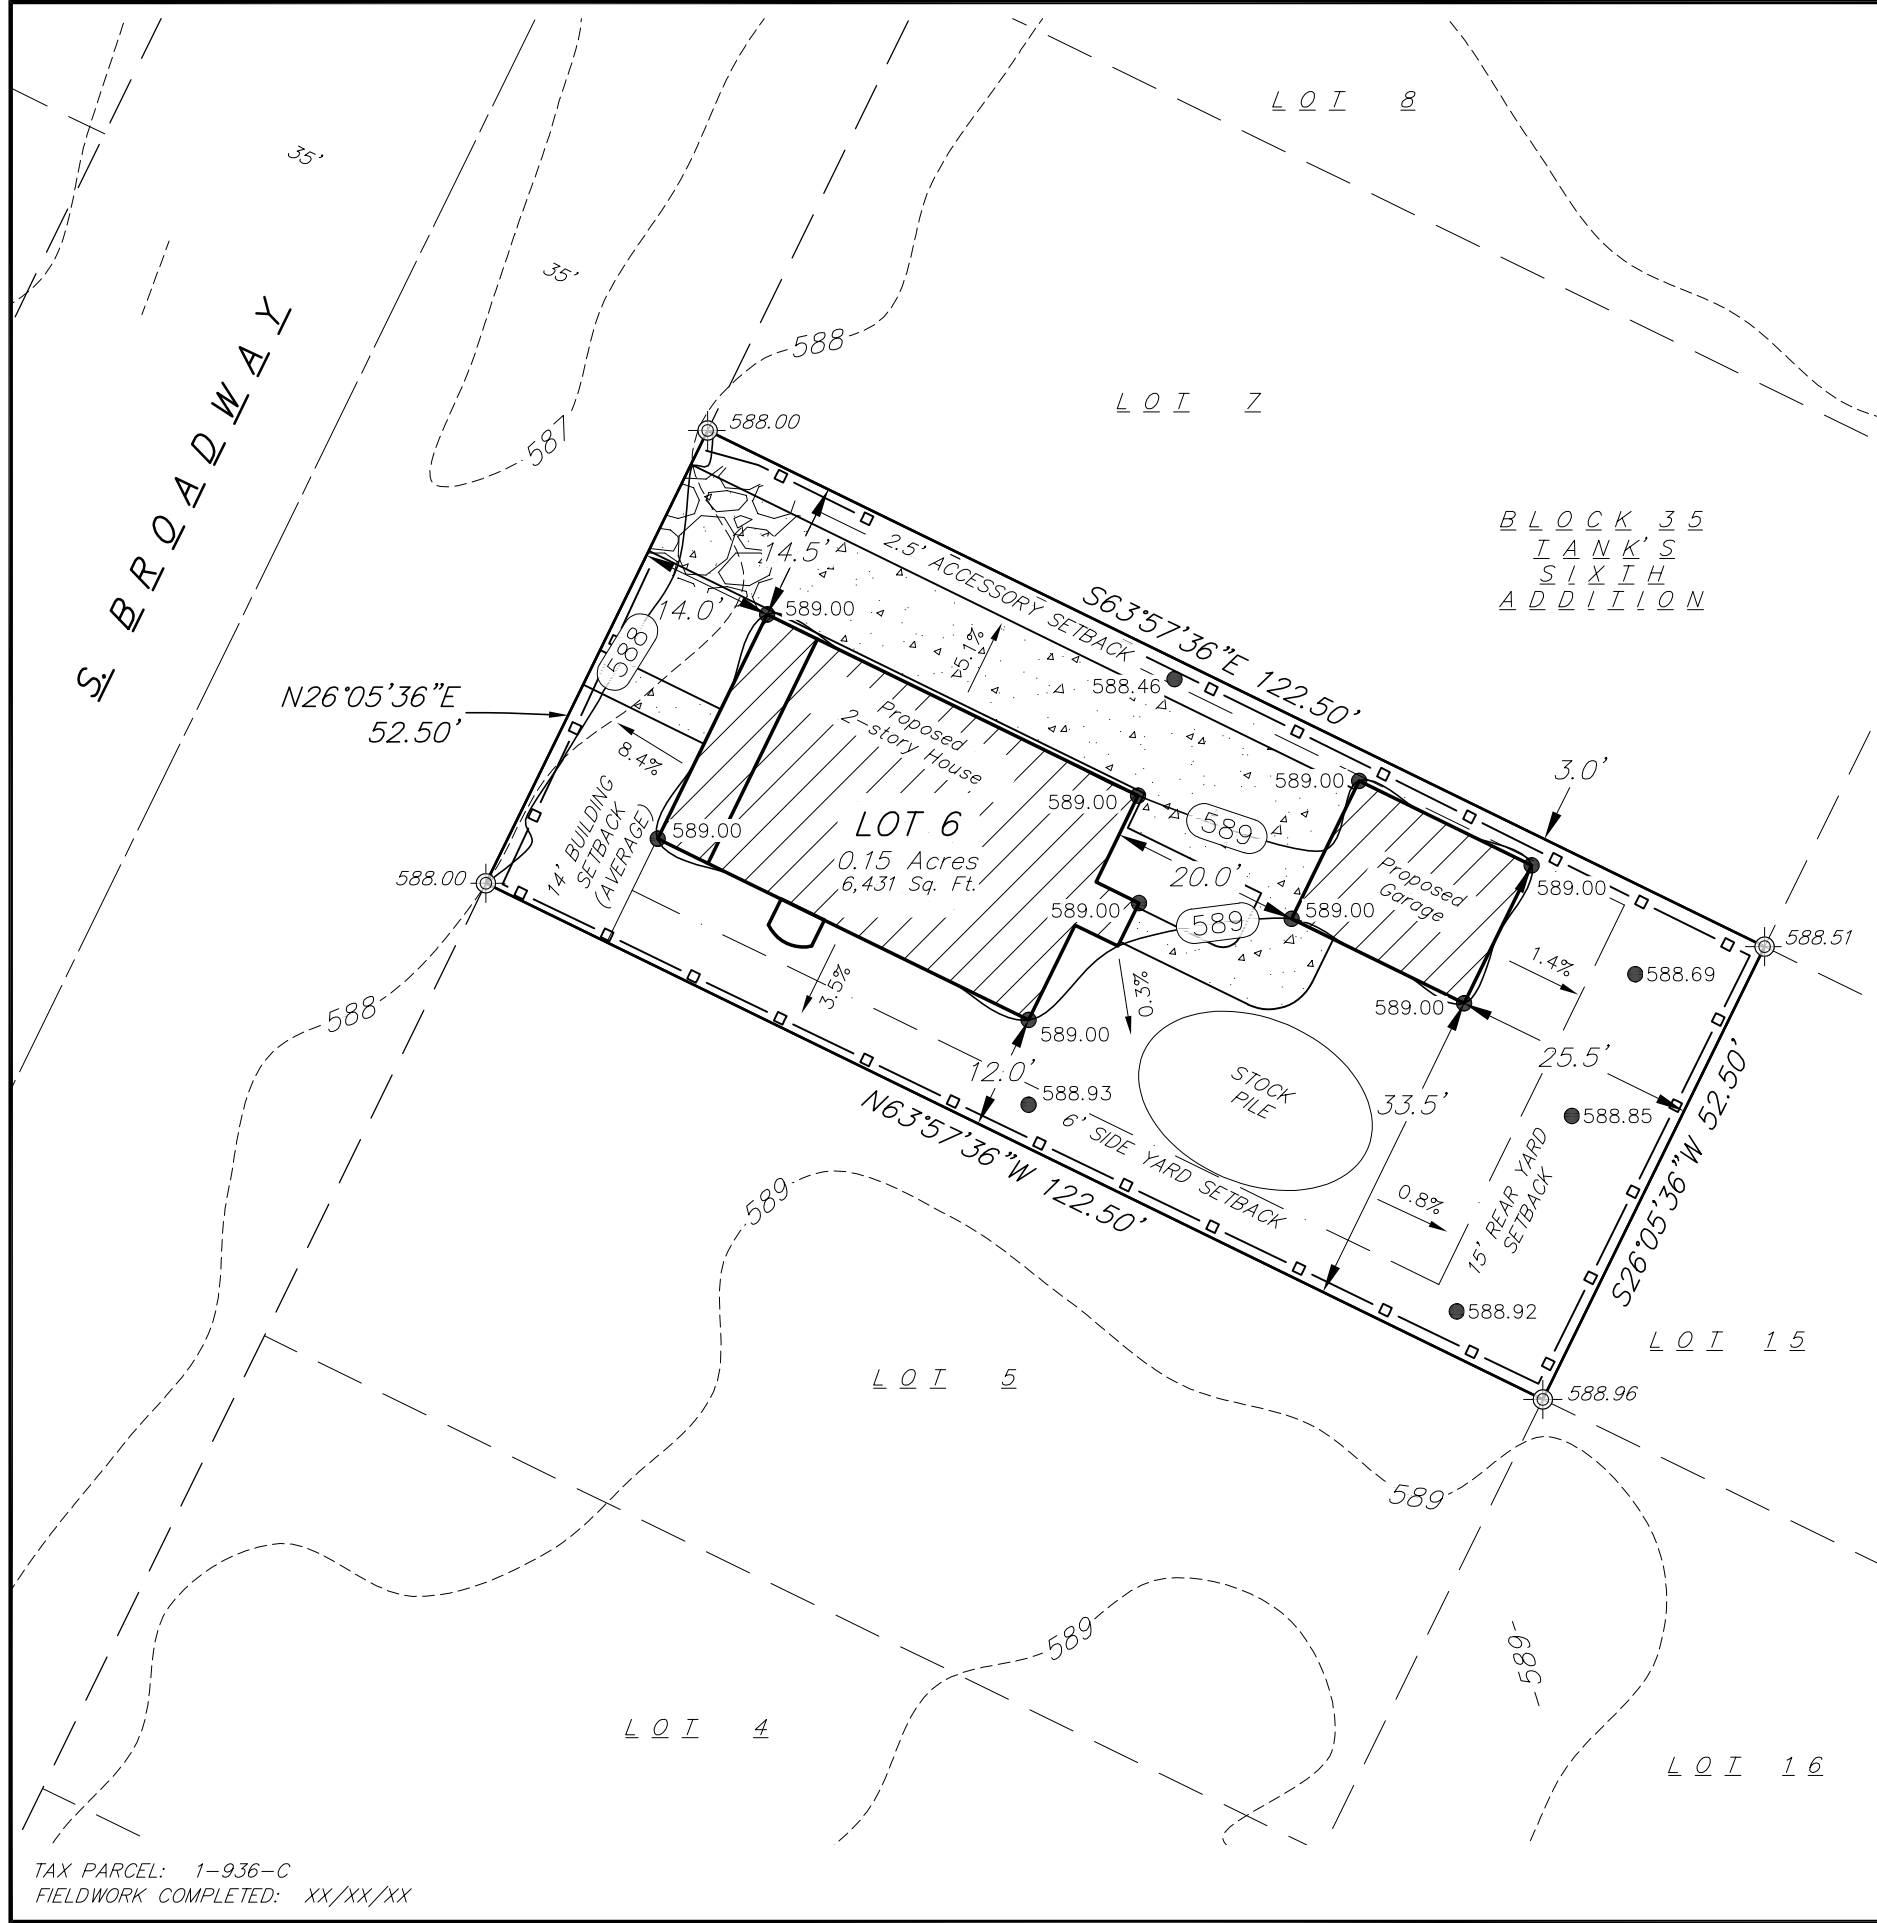 LOT 8
35'
35'
S. BROADWAY
588
LOT 7
587
588.00
BLOCK 35
TANK'S
SIXTH
ADDITION
14.5'
2.5' ACCESSORY SETBACK
S63°57'36"E 122.50'
14.0'
589.00
588
5.1%
588.46
N26°05'36"E
52.50'
8.4%
Proposed
2-story House
3.0'
14' BUILDING
SETBACK
(AVERAGE)
589.00
LOT 6
0.15 Acres
6,431 Sq. Ft.
589.00
589
589.00
20.0'
Proposed
Garage
589.00
588.00
589.00
589
589.00
588.51
3.5%
0.3%
1.4%
588.69
588
589.00
589.00
12.0'
588.93
STOCK
PILE
33.5'
25.5'
588.85
N63°57'36"W 122.50'
6' SIDE YARD SETBACK
0.8%
15' REAR YARD
SETBACK
S26°05'36"W 52.50'
589
588.92
LOT 15
LOT 5
588.96
589
589
589
LOT 4
LOT 16
TAX PARCEL: 1-936-C
FIELDWORK COMPLETED: XX/XX/XX